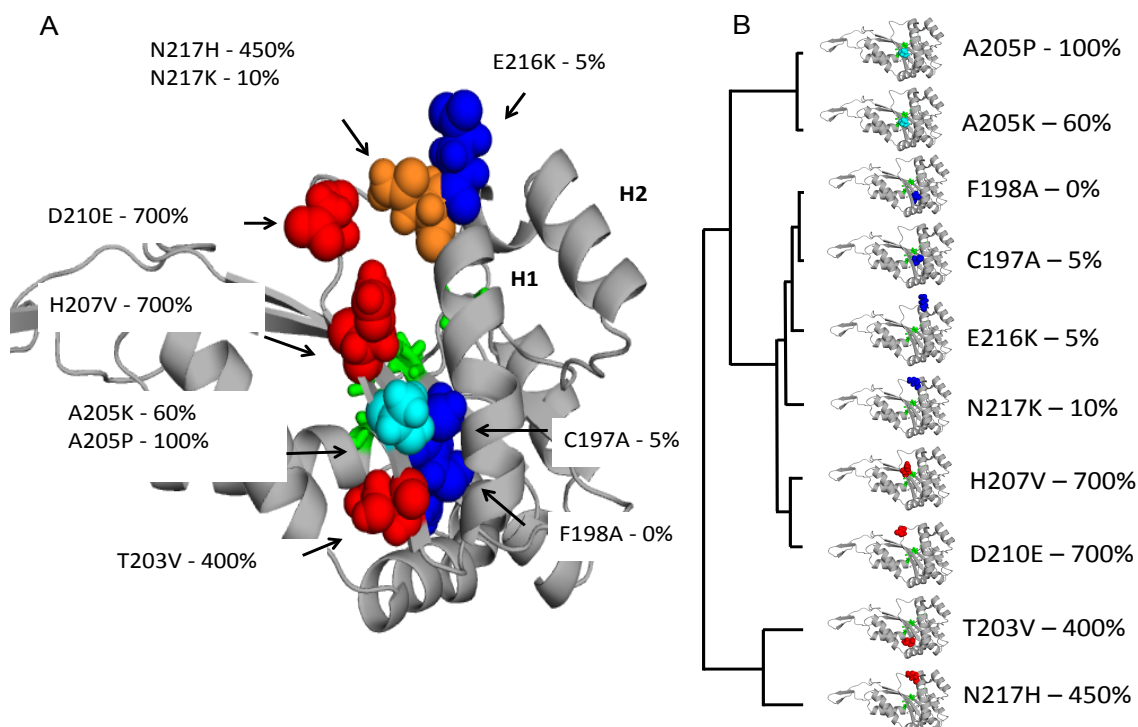 A
N217H - 450%
N217K - 10%
E216K - 5%
H2
D210E - 700%
H1
H207V - 700%
A205K - 60%
A205P - 100%
C197A - 5%
F198A - 0%
T203V - 400%
B
A205P - 100%
A205K – 60%
F198A – 0%
C197A - 5%
E216K - 5%
N217K - 10%
H207V - 700%
D210E - 700%
T203V – 400%
N217H - 450%